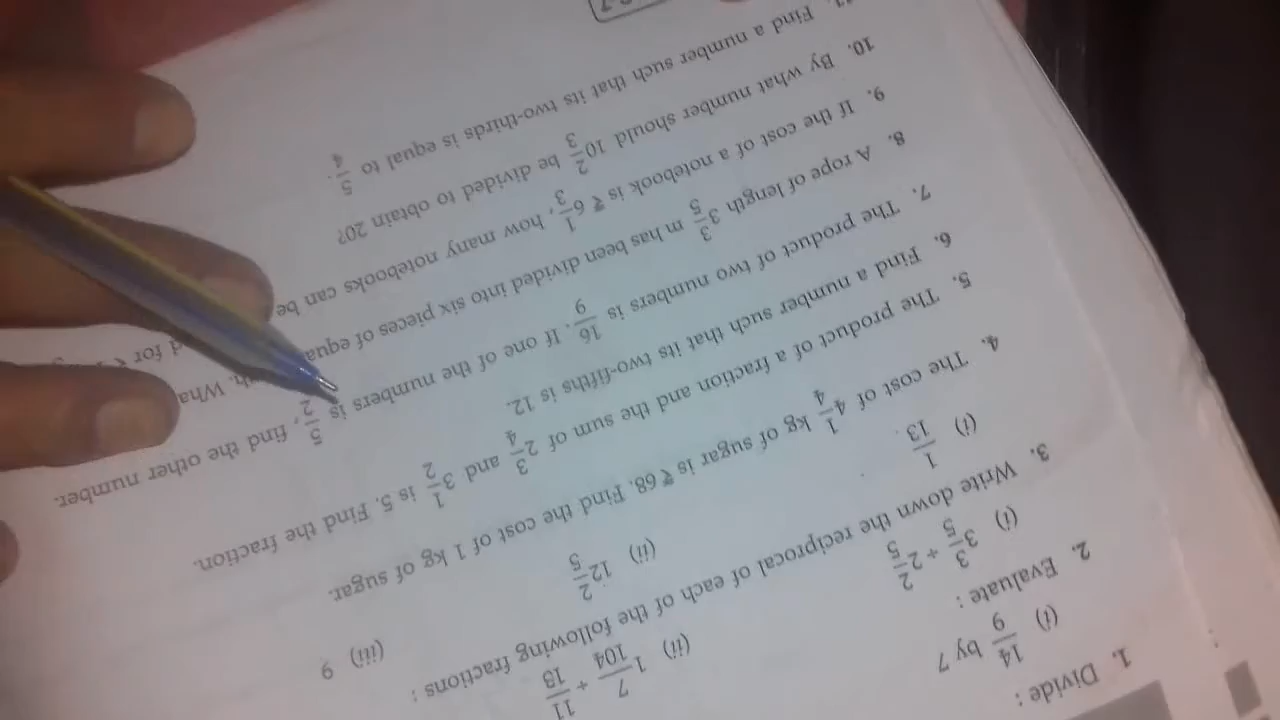 1. Divide :
(i) 14/9 by 7
2. Evaluate :
(i) 3 3/5 ÷ 2 2/5 (ii) 1 7/104 ÷ 11/13
3. Write down the reciprocal of each of the following fractions :
(i) 1/13 (ii) 12 2/5 (iii) 9
4. The cost of 4 1/4 kg of sugar is ₹ 68. Find the cost of 1 kg of sugar.
5. The product of a fraction and the sum of 2 3/4 and 3 1/2 is 5. Find the fraction.
6. Find a number such that its two-fifths is 12.
7. The product of two numbers is 16/9. If one of the numbers is 5/2, find the other number.
8. A rope of length 3 3/5 m has been divided into six pieces of equal
9. If the cost of a notebook is ₹ 6 1/3, how many notebooks can be for ₹
10. By what number should 10 2/3 be divided to obtain 20?
Find a number such that its two-thirds is equal to 5/4.